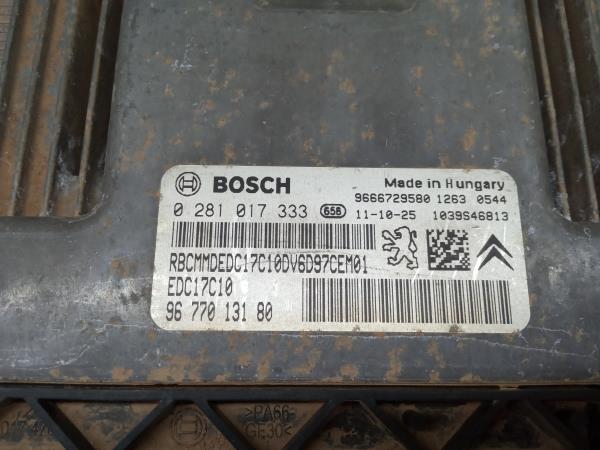 BOSCH
Made in Hungary
9666729580 1263 0544
0 281 017 333 656 11-10-25 1039S46813
RBCMMDEDC17C10DV6D97CEM01
EDC17C10
96 770 131 80
>PA66
GF30<